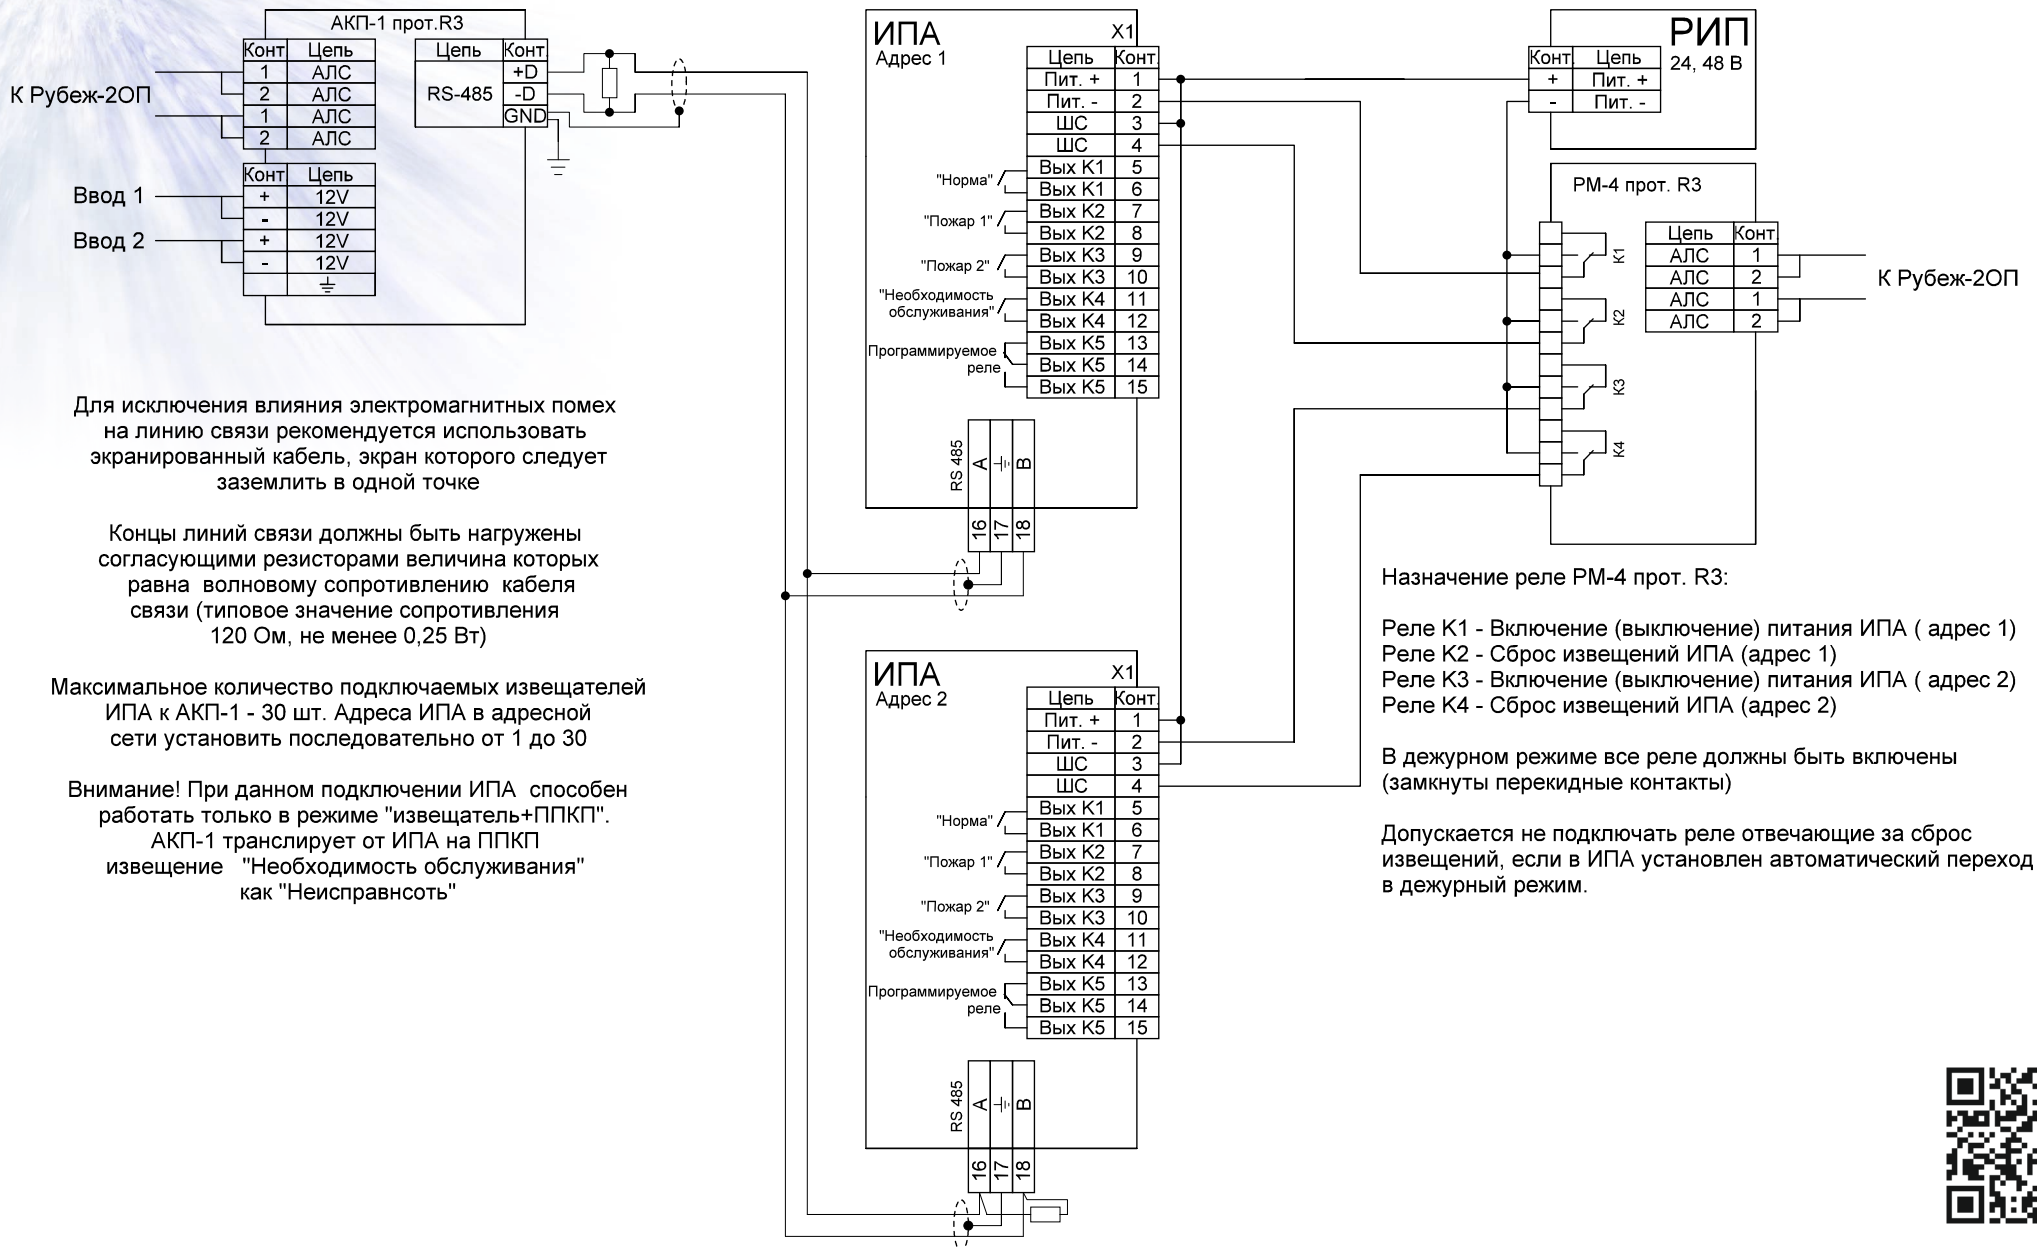 АКП-1 прот.R3
Конт Цепь
1 АЛС
2 АЛС
1 АЛС
2 АЛС
К Рубеж-2ОП
Цепь Конт.
RS-485
+D
-D
GND
Конт Цепь
+ 12V
- 12V
+ 12V
- 12V
Ввод 1
Ввод 2
Для исключения влияния электромагнитных помех
на линию связи рекомендуется использовать
экранированный кабель, экран которого следует
заземлить в одной точке
Концы линий связи должны быть нагружены
согласующими резисторами величина которых
равна волновому сопротивлению кабеля
связи (типовое значение сопротивления
120 Ом, не менее 0,25 Вт)
Максимальное количество подключаемых извещателей
ИПА к АКП-1 - 30 шт. Адреса ИПА в адресной
сети установить последовательно от 1 до 30
Внимание! При данном подключении ИПА способен
работать только в режиме "извещатель+ППКП".
АКП-1 транслирует от ИПА на ППКП
извещение "Необходимость обслуживания"
как "Неисправнсоть"
ИПА
Адрес 1
X1
Цепь Конт.
Пит. + 1
Пит. - 2
ШС 3
ШС 4
Вых К1 5
Вых К1 6
Вых К2 7
Вых К2 8
Вых К3 9
Вых К3 10
Вых К4 11
Вых К4 12
Вых К5 13
Вых К5 14
Вых К5 15
"Норма"
"Пожар 1"
"Пожар 2"
"Необходимость
обслуживания"
Программируемое
реле
RS 485
A B
16 17 18
ИПА
Адрес 2
X1
Цепь Конт.
Пит. + 1
Пит. - 2
ШС 3
ШС 4
Вых К1 5
Вых К1 6
Вых К2 7
Вых К2 8
Вых К3 9
Вых К3 10
Вых К4 11
Вых К4 12
Вых К5 13
Вых К5 14
Вых К5 15
"Норма"
"Пожар 1"
"Пожар 2"
"Необходимость
обслуживания"
Программируемое
реле
RS 485
A B
16 17 18
РИП
24, 48 В
Конт. Цепь
+ Пит. +
- Пит. -
РМ-4 прот. R3
К1
К2
К3
К4
Цепь Конт
АЛС 1
АЛС 2
АЛС 1
АЛС 2
К Рубеж-2ОП
Назначение реле РМ-4 прот. R3:
Реле К1 - Включение (выключение) питания ИПА ( адрес 1)
Реле К2 - Сброс извещений ИПА (адрес 1)
Реле К3 - Включение (выключение) питания ИПА ( адрес 2)
Реле К4 - Сброс извещений ИПА (адрес 2)
В дежурном режиме все реле должны быть включены
(замкнуты перекидные контакты)
Допускается не подключать реле отвечающие за сброс
извещений, если в ИПА установлен автоматический переход
в дежурный режим.